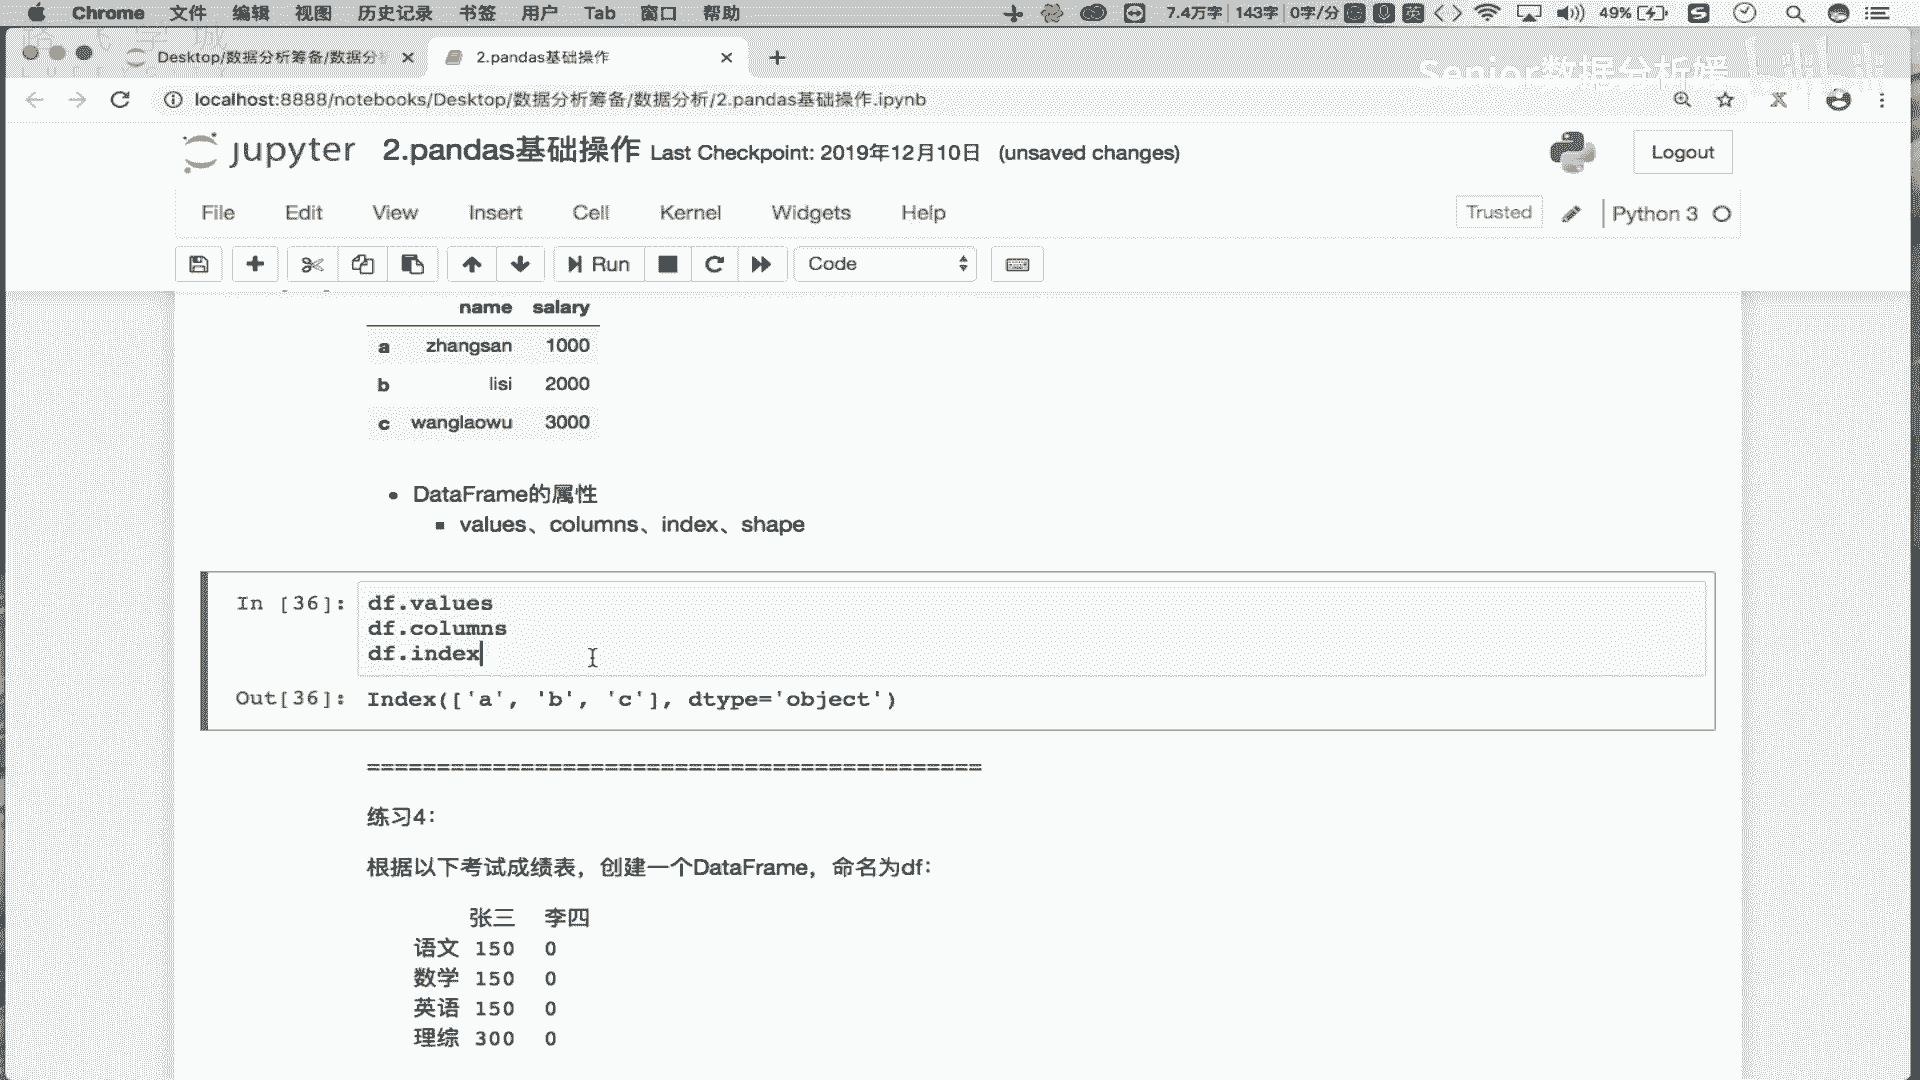 Chrome 文件 编辑 视图 历史记录 书签 用户 Tab 窗口 帮助 7.4万字 143字 0字/分 英 49%
Desktop/数据分析筹备/数据分析
2.pandas基础操作
Senior数据分析媛
localhost:8888/notebooks/Desktop/数据分析筹备/数据分析/2.pandas基础操作.ipynb
jupyter 2.pandas基础操作 Last Checkpoint: 2019年12月10日 (unsaved changes) Logout
File Edit View Insert Cell Kernel Widgets Help Trusted Python 3
Run Code
name salary
a zhangsan 1000
b lisi 2000
c wanglaowu 3000
DataFrame的属性
values、columns、index、shape
In [36]: df.values
df.columns
df.index
Out[36]: Index(['a', 'b', 'c'], dtype='object')
============================================
练习4：
根据以下考试成绩表，创建一个DataFrame，命名为df：
张三 李四
语文 150 0
数学 150 0
英语 150 0
理综 300 0